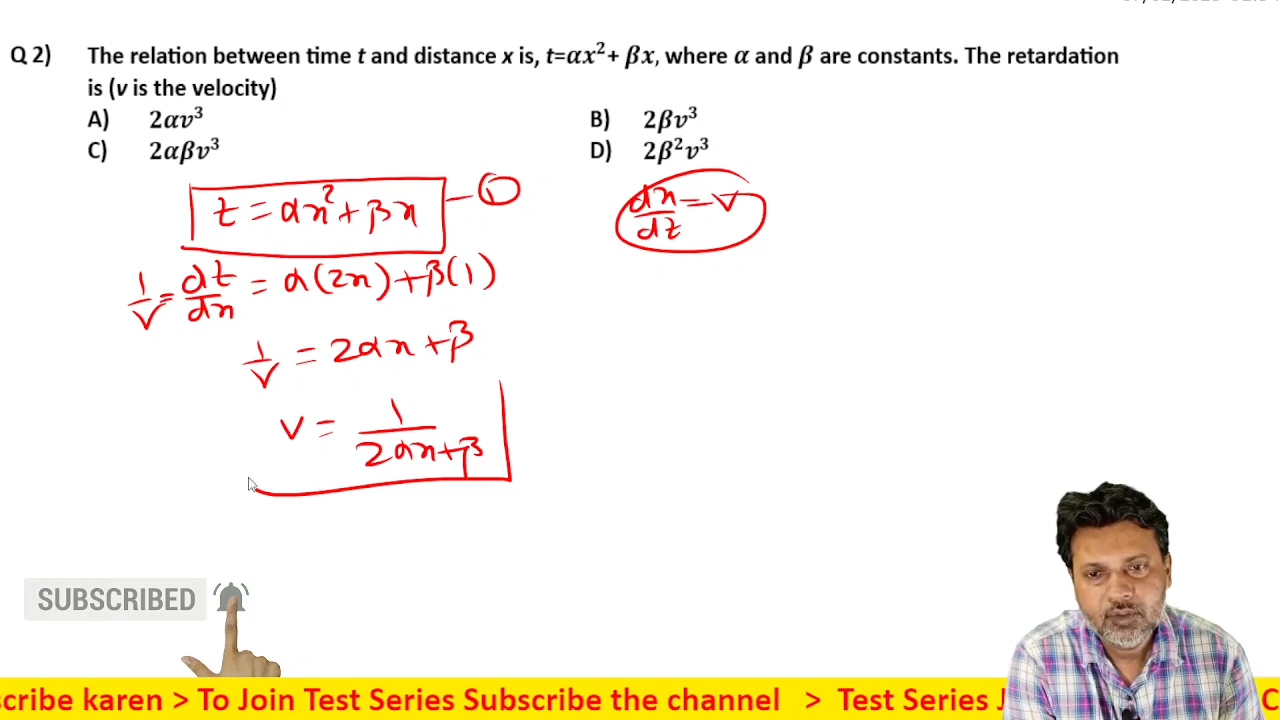 Q 2) The relation between time t and distance x is, t=αx²+ βx, where α and β are constants. The retardation
is (v is the velocity)
A) 2αv³ B) 2βv³
C) 2αβv³ D) 2β²v³
t = αx² + βx — ①
dx/dt = v
1/v = dt/dx = α(2x) + β(1)
1/v = 2αx + β
v = 1/(2αx+β)
SUBSCRIBED
scribe karen > To Join Test Series Subscribe the channel > Test Series